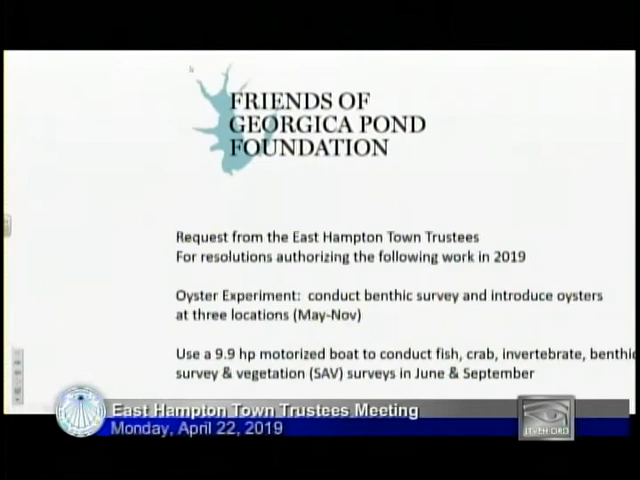 FRIENDS OF
GEORGICA POND
FOUNDATION
Request from the East Hampton Town Trustees
For resolutions authorizing the following work in 2019
Oyster Experiment: conduct benthic survey and introduce oysters
at three locations (May-Nov)
Use a 9.9 hp motorized boat to conduct fish, crab, invertebrate, benthic
survey & vegetation (SAV) surveys in June & September
East Hampton Town Trustees Meeting
Monday, April 22, 2019